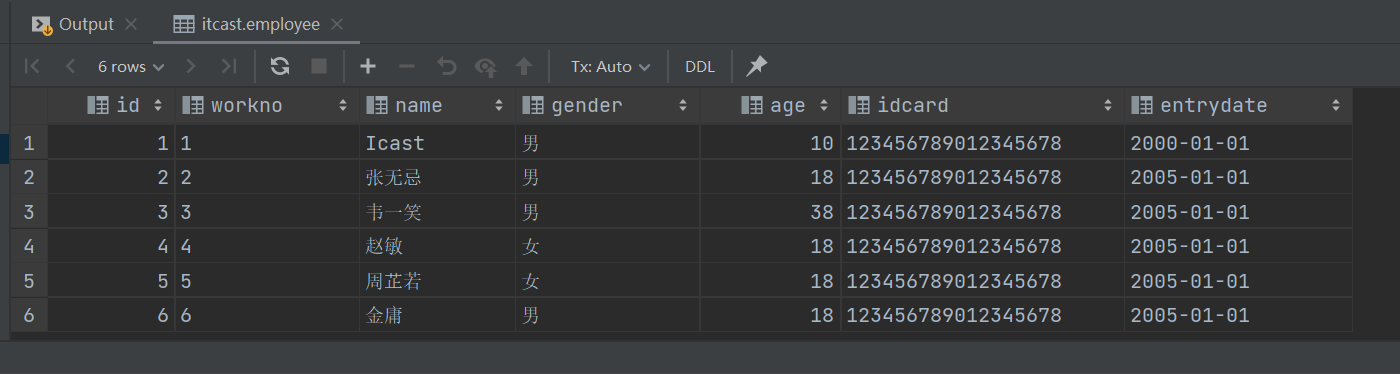 Output itcast.employee
6 rows Tx: Auto DDL
id workno name gender age idcard entrydate
1 1 1 Icast 男 10 123456789012345678 2000-01-01
2 2 2 张无忌 男 18 123456789012345678 2005-01-01
3 3 3 韦一笑 男 38 123456789012345678 2005-01-01
4 4 4 赵敏 女 18 123456789012345678 2005-01-01
5 5 5 周芷若 女 18 123456789012345678 2005-01-01
6 6 6 金庸 男 18 123456789012345678 2005-01-01